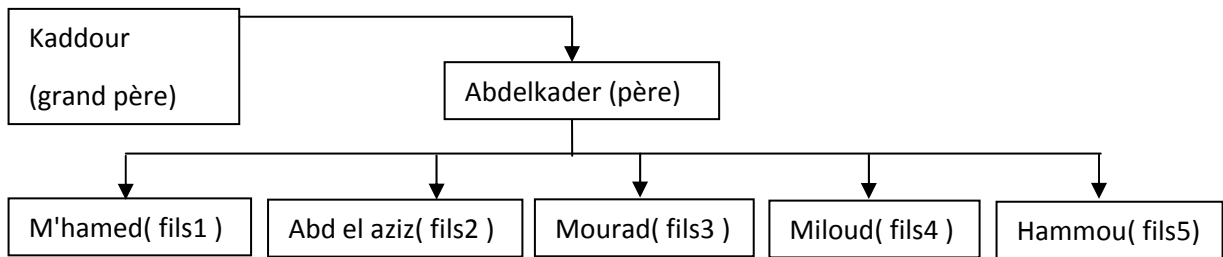 Kaddour
(grand père)
Abdelkader (père)
M'hamed( fils1 )
Abd el aziz( fils2 )
Mourad( fils3 )
Miloud( fils4 )
Hammou( fils5)